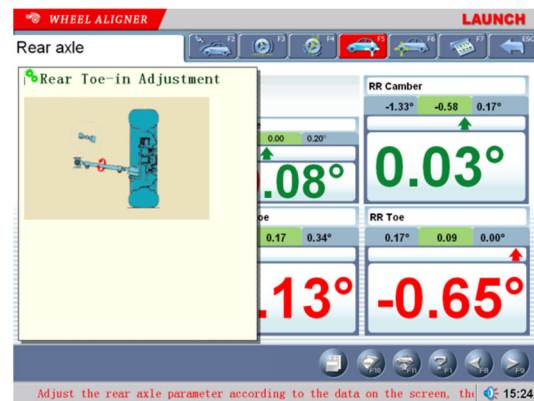 WHEEL ALIGNER
LAUNCH
Rear axle
F2
F3
F4
F5
F6
F7
ESC
Rear Toe-in Adjustment
RR Camber
-1.33° -0.58 0.17°
0.03°
0.00 0.20°
.08°
RR Toe
0.17 0.34°
0.17° 0.09 0.00°
.13°
-0.65°
F10
F11
F1
F8
F9
Adjust the rear axle parameter according to the data on the screen, the
15:24